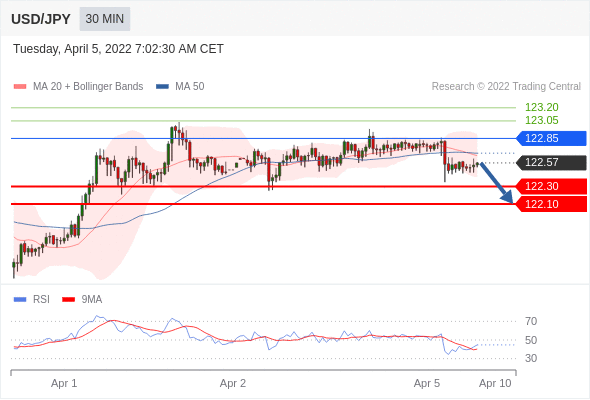 USD/JPY 30 MIN
Tuesday, April 5, 2022 7:02:30 AM CET
MA 20 + Bollinger Bands MA 50 Research © 2022 Trading Central
123.20
123.05
122.85
122.57
122.30
122.10
RSI 9MA
70
50
30
Apr 1 Apr 2 Apr 5 Apr 10